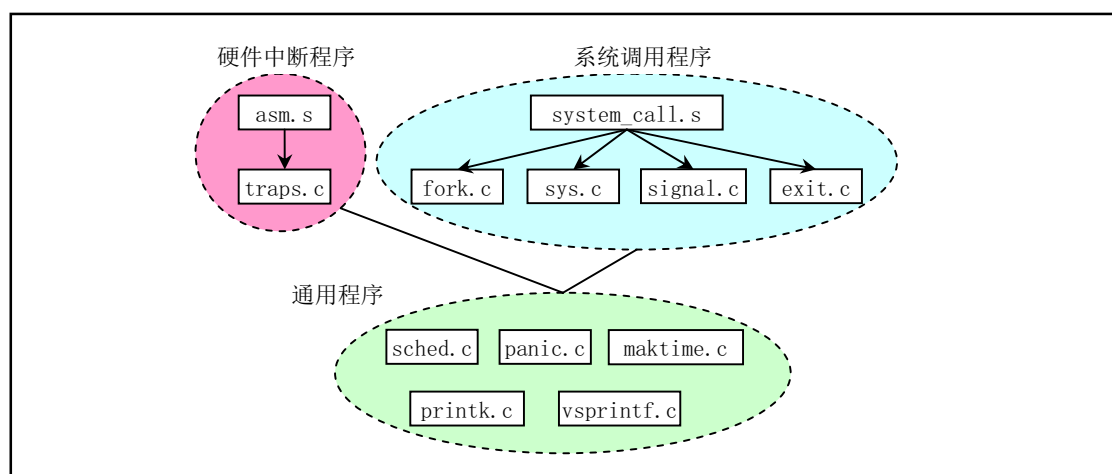 硬件中断程序
系统调用程序
asm.s
system_call.s
traps.c
fork.c
sys.c
signal.c
exit.c
通用程序
sched.c
panic.c
maktime.c
printk.c
vsprintf.c